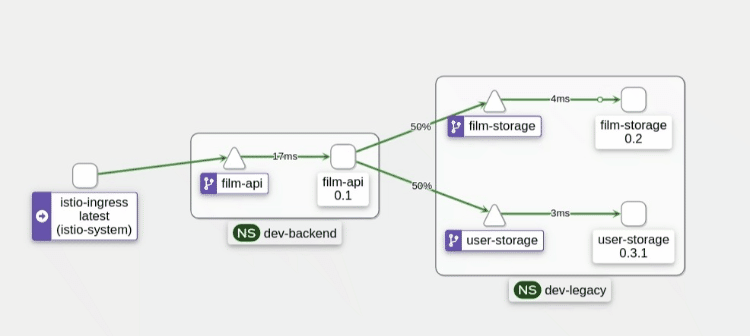 istio-ingress
latest
(istio-system)
film-api
17ms
film-api
0.1
NS dev-backend
50%
50%
film-storage
4ms
film-storage
0.2
user-storage
3ms
user-storage
0.3.1
NS dev-legacy